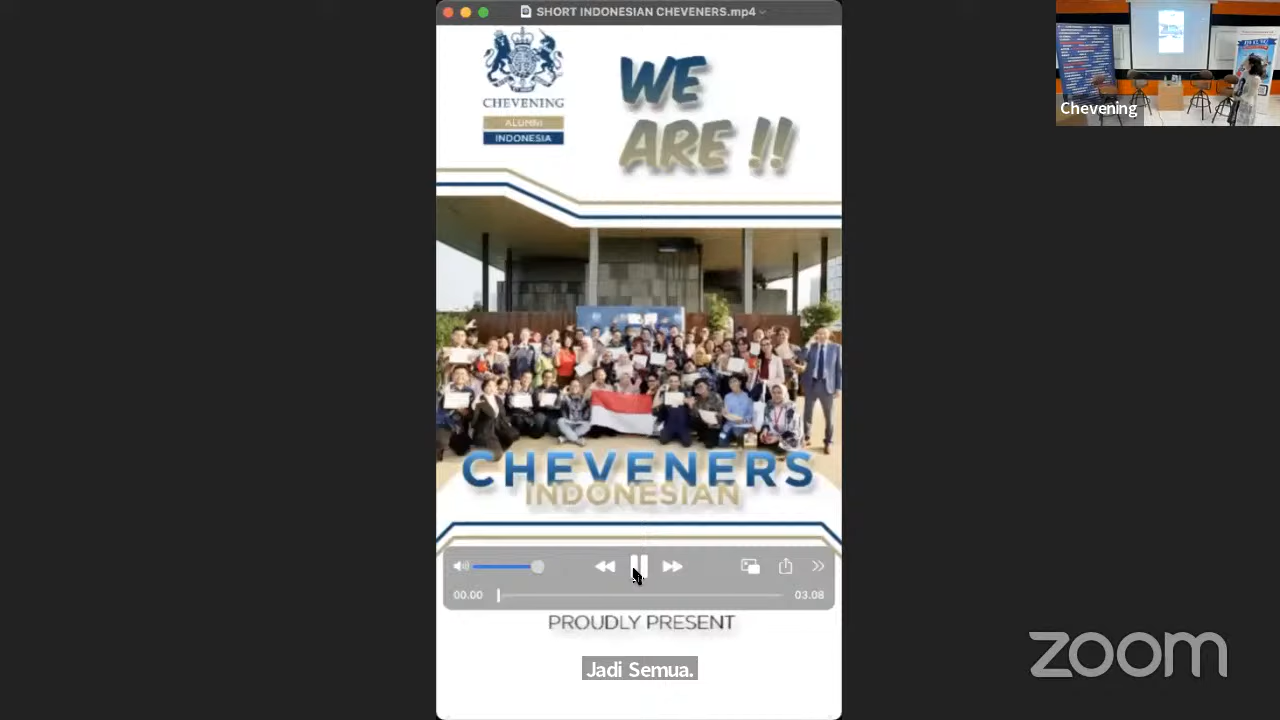 SHORT INDONESIAN CHEVENERS.mp4
CHEVENING
ALUMNI
INDONESIA
WE
ARE !!
CHEVENERS
INDONESIAN
00.00
03.08
PROUDLY PRESENT
Jadi Semua.
Chevening
zoom